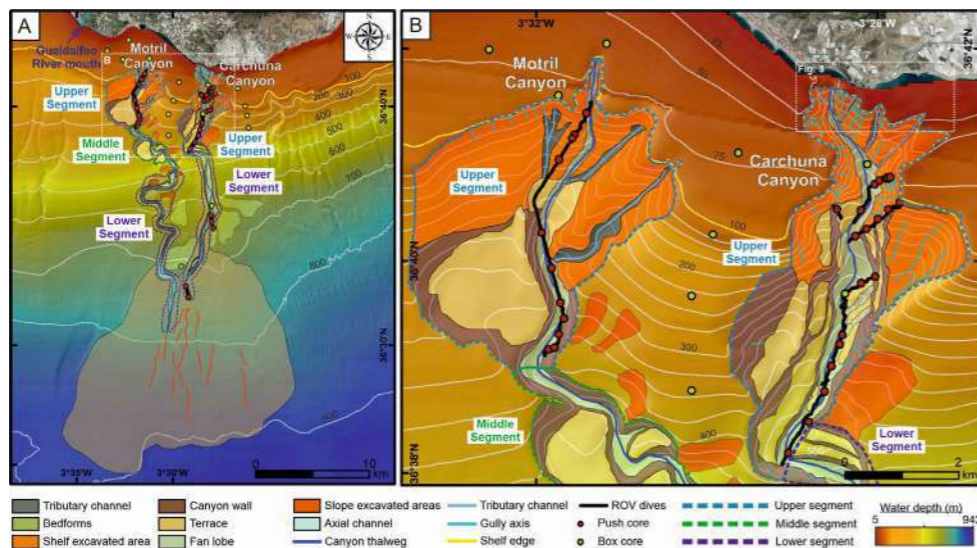 A
Gualdalfeo
River mouth
B
Motril
Canyon
Carchuna
Canyon
Upper
Segment
Middle
Segment
Lower
Segment
Upper
Segment
Lower
Segment
100
200
300
400
500
600
700
800
36°40'N
36°30'N
3°35'W
3°30'W
0
10
km
B
3°32'W
3°28'W
36°42'N
36°40'N
36°38'N
Motril
Canyon
Carchuna
Canyon
Upper
Segment
Upper
Segment
Middle
Segment
Lower
Segment
75
100
200
300
400
0
2
km
Tributary channel
Canyon wall
Slope excavated areas
Tributary channel
ROV dives
Upper segment
Water depth (m)
Bedforms
Terrace
Axial channel
Gully axis
Push core
Middle segment
5
Shelf excavated area
Fan lobe
Canyon thalweg
Shelf edge
Box core
Lower segment